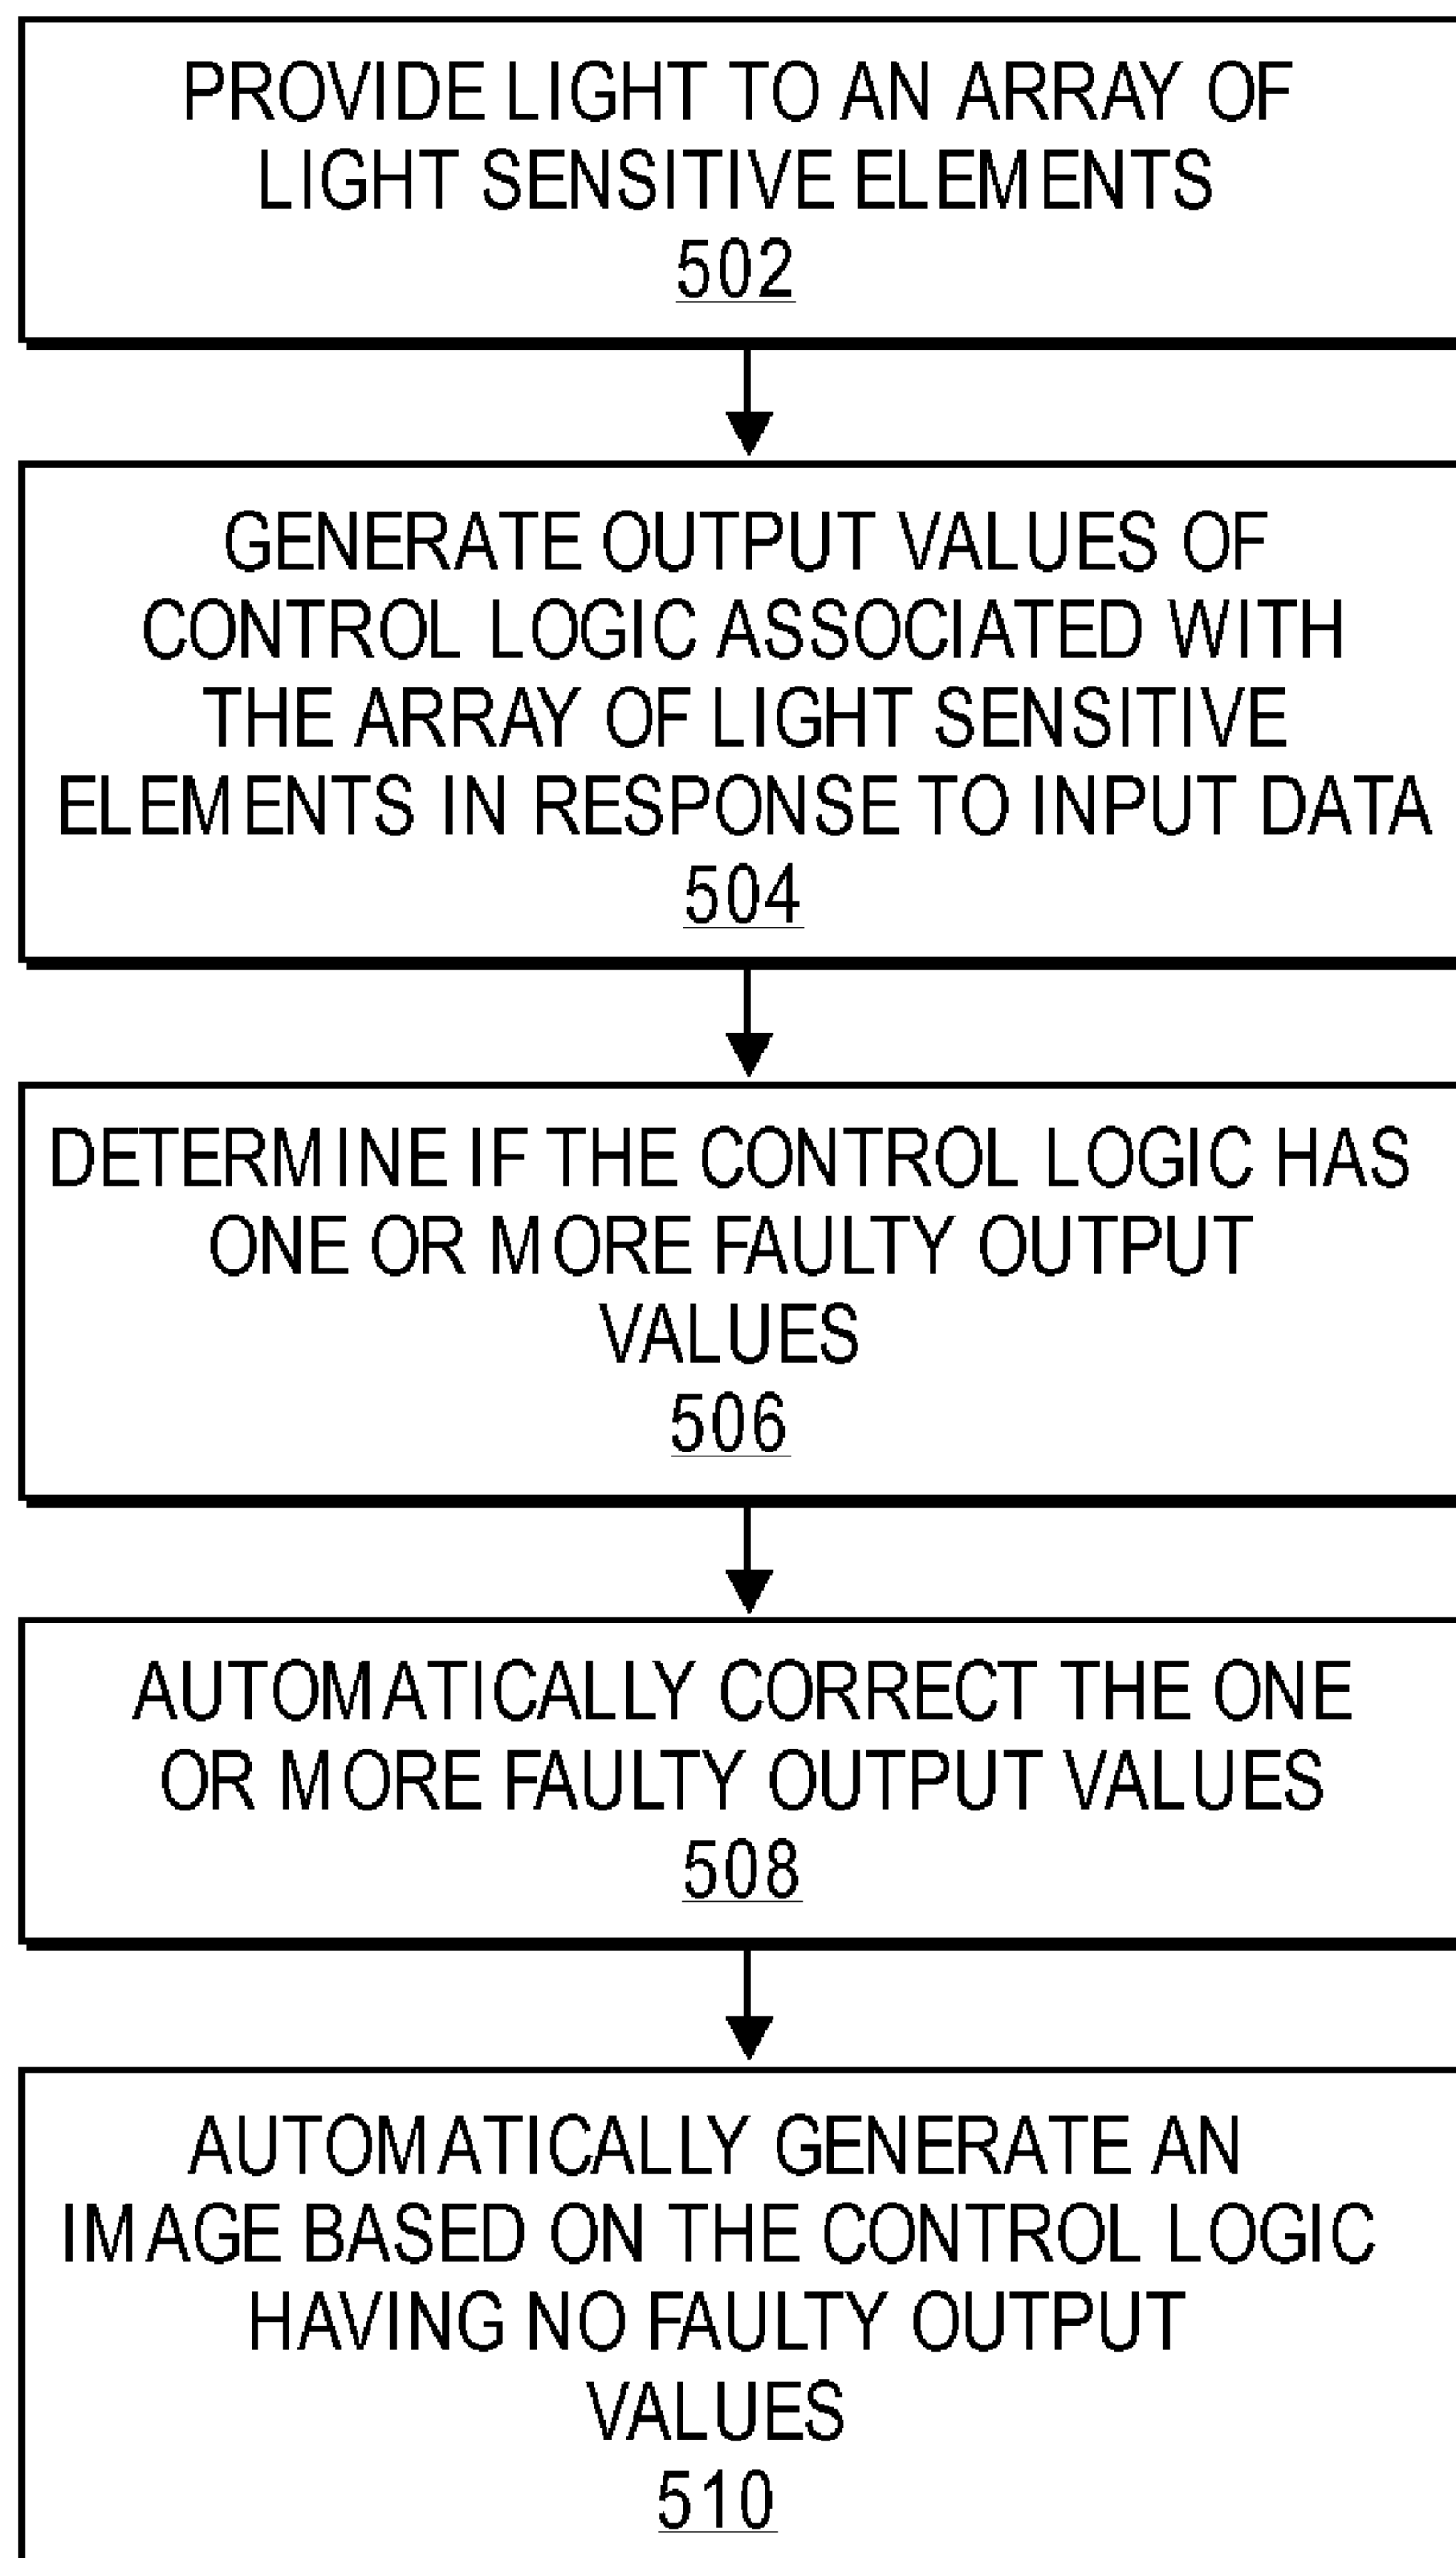 PROVIDE LIGHT TO AN ARRAY OF
LIGHT SENSITIVE ELEMENTS
502
GENERATE OUTPUT VALUES OF
CONTROL LOGIC ASSOCIATED WITH
THE ARRAY OF LIGHT SENSITIVE
ELEMENTS IN RESPONSE TO INPUT DATA
504
DETERMINE IF THE CONTROL LOGIC HAS
ONE OR MORE FAULTY OUTPUT
VALUES
506
AUTOMATICALLY CORRECT THE ONE
OR MORE FAULTY OUTPUT VALUES
508
AUTOMATICALLY GENERATE AN
IMAGE BASED ON THE CONTROL LOGIC
HAVING NO FAULTY OUTPUT
VALUES
510